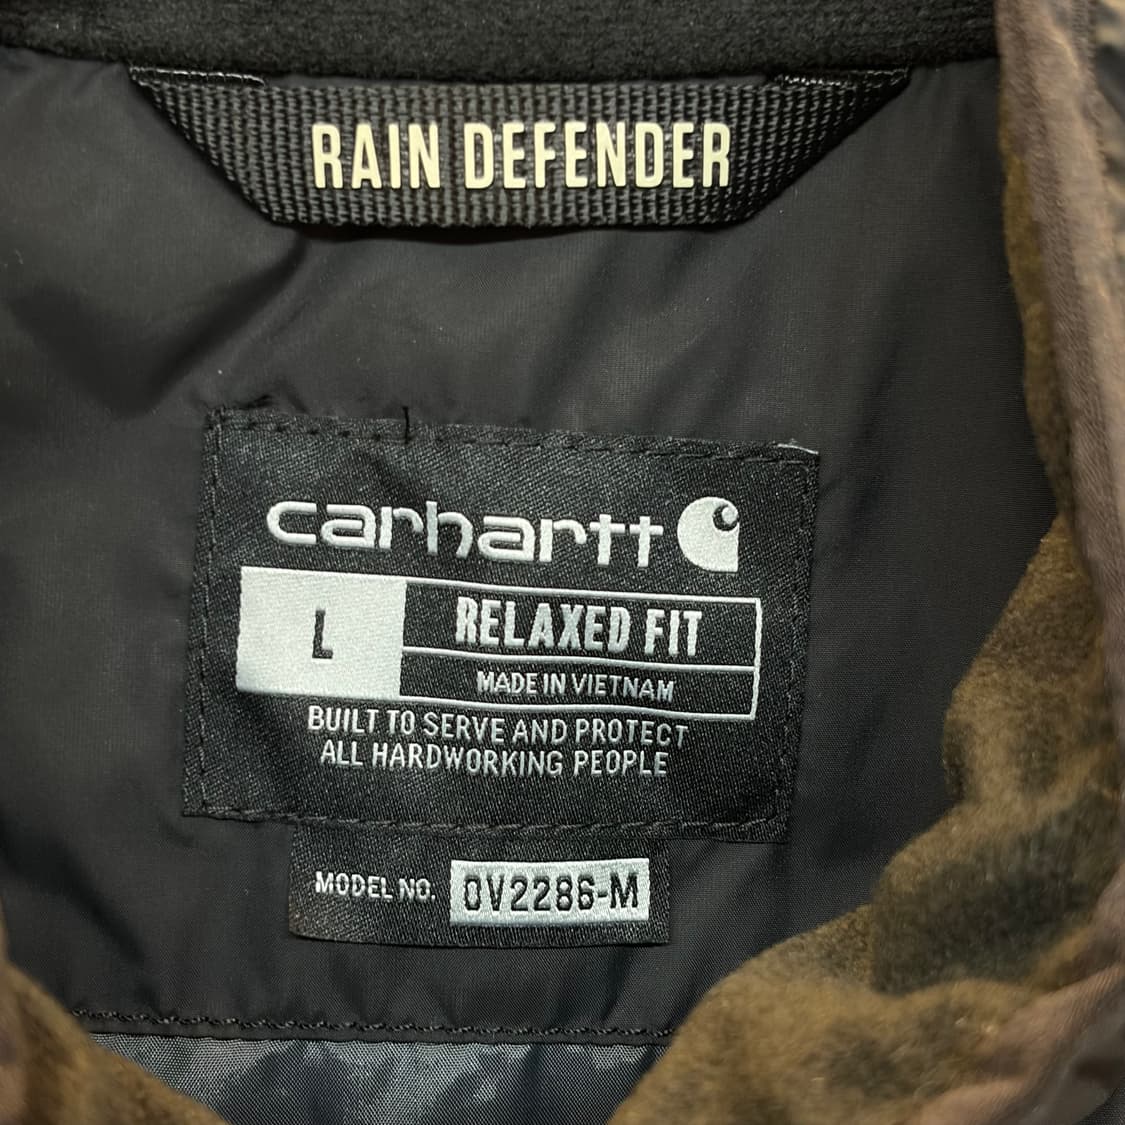 RAIN DEFENDER
carhartt
L
RELAXED FIT
MADE IN VIETNAM
BUILT TO SERVE AND PROTECT
ALL HARDWORKING PEOPLE
MODEL NO. OV2286-M